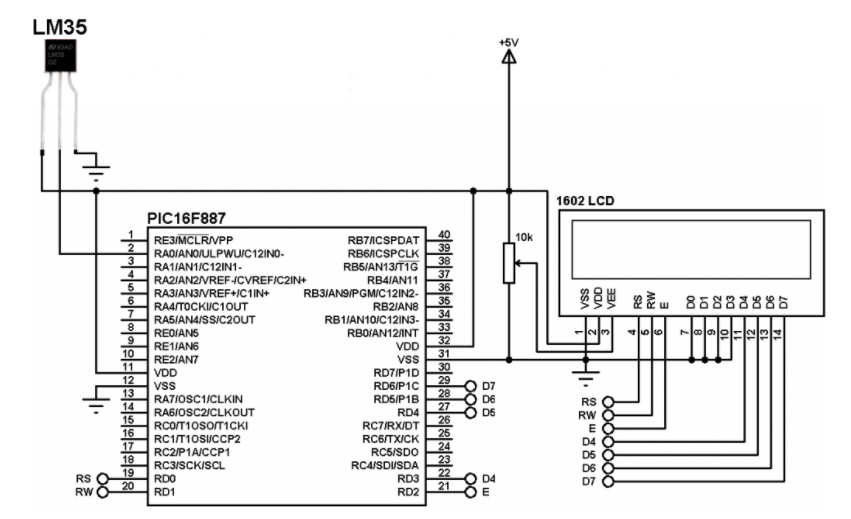 LM35
LM35
DZ
+5V
PIC16F887
1 RE3/MCLR/VPP
2 RA0/AN0/ULPWU/C12IN0-
3 RA1/AN1/C12IN1-
4 RA2/AN2/VREF-/CVREF/C2IN+
5 RA3/AN3/VREF+/C1IN+
6 RA4/T0CKI/C1OUT
7 RA5/AN4/SS/C2OUT
8 RE0/AN5
9 RE1/AN6
10 RE2/AN7
11 VDD
12 VSS
13 RA7/OSC1/CLKIN
14 RA6/OSC2/CLKOUT
15 RC0/T1OSO/T1CKI
16 RC1/T1OSI/CCP2
17 RC2/P1A/CCP1
18 RC3/SCK/SCL
RS 19 RD0
RW 20 RD1
RB7/ICSPDAT 40
RB6/ICSPCLK 39
RB5/AN13/T1G 38
RB4/AN11 37
RB3/AN9/PGM/C12IN2- 36
RB2/AN8 35
RB1/AN10/C12IN3- 34
RB0/AN12/INT 33
VDD 32
VSS 31
RD7/P1D 30
RD6/P1C 29 D7
RD5/P1B 28 D6
RD4 27 D5
RC7/RX/DT 26
RC6/TX/CK 25
RC5/SDO 24
RC4/SDI/SDA 23
RD3 22 D4
RD2 21 E
10k
1602 LCD
VSS VDD VEE RS RW E D0 D1 D2 D3 D4 D5 D6 D7
1 2 3 4 5 6 7 8 9 10 11 12 13 14
RS
RW
E
D4
D5
D6
D7